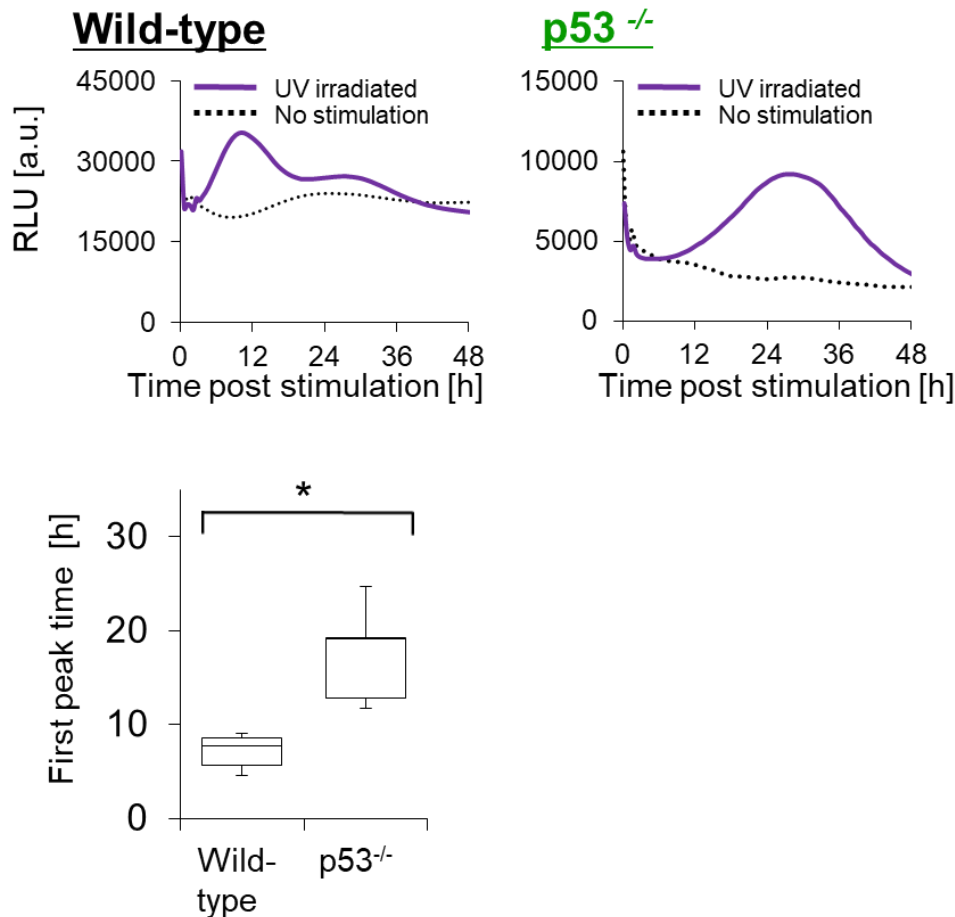 Wild-type
45000
30000
15000
0
RLU [a.u.]
UV irradiated
No stimulation
0 12 24 36 48
Time post stimulation [h]
p53 -/-
15000
10000
5000
0
UV irradiated
No stimulation
0 12 24 36 48
Time post stimulation [h]
First peak time [h]
30
20
10
0
*
Wild-
type
p53-/-